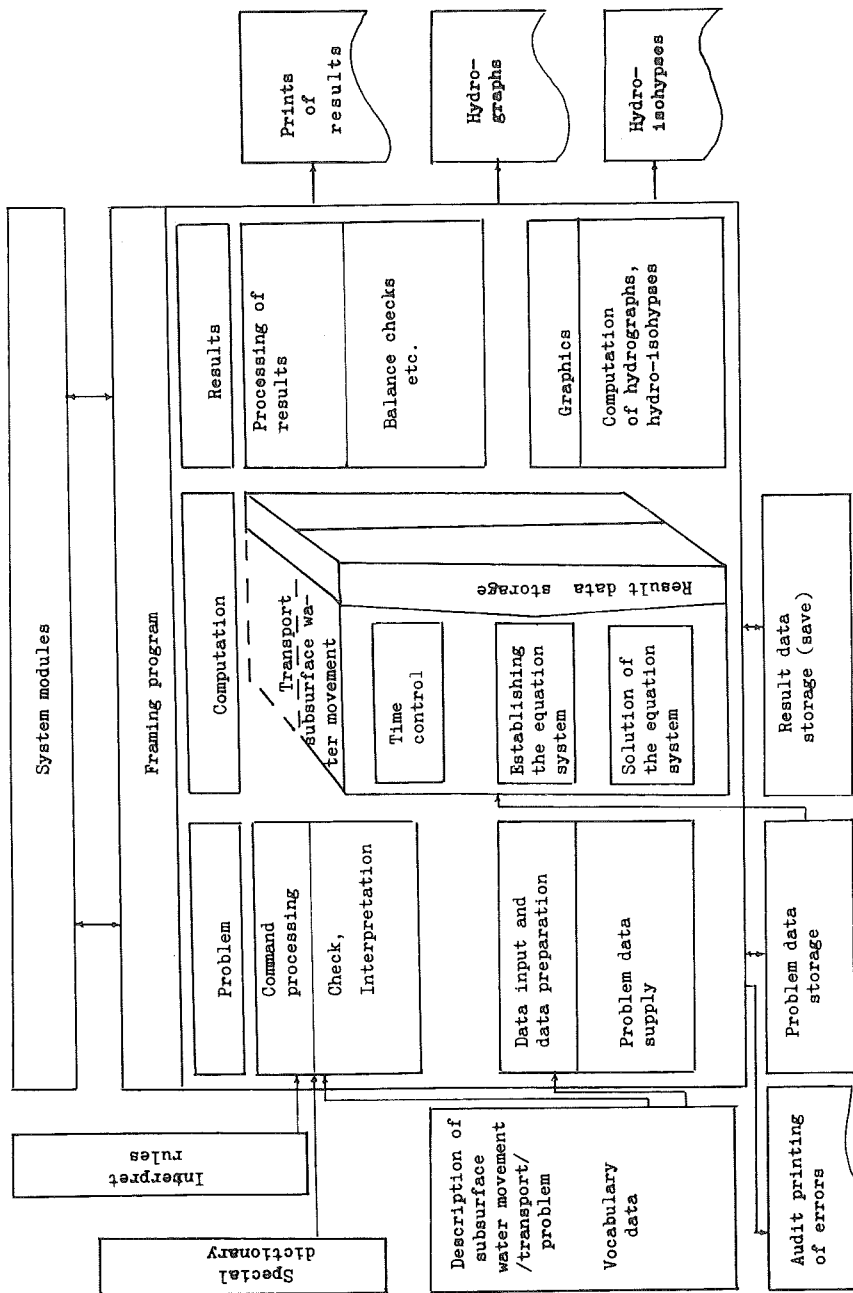 System modules
Framing program
Interpret
rules
Special
dictionary
Problem
Command
processing
Check,
Interpretation
Data input and
data preparation
Problem data
supply
Description of
subsurface
water movement
/transport/
problem
Vocabulary
data
Computation
Transport
subsurface wa-
ter movement
Time
control
Establishing
the equation
system
Solution of
the equation
system
Result data
storage
Results
Processing of
results
Balance checks
etc.
Graphics
Computation
of hydrographs,
hydro-isohypses
Prints
of
results
Hydro-
graphs
Hydro-
isohypses
Audit printing
of errors
Problem data
storage
Result data
storage (save)